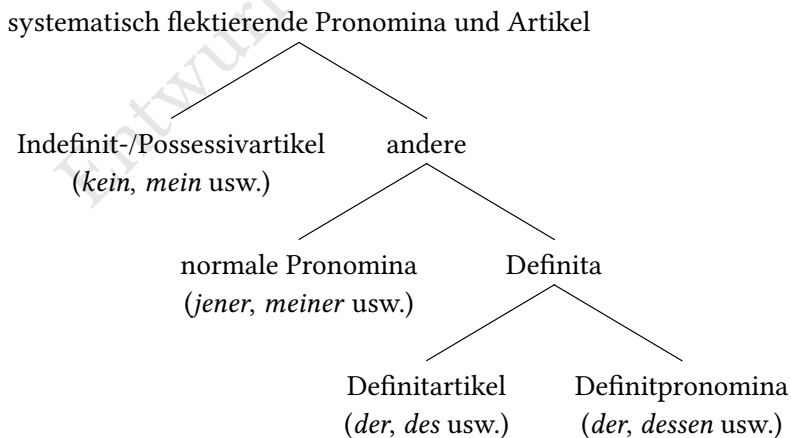 systematisch flektierende Pronomina und Artikel
Entwurf
Indefinit-/Possessivartikel andere
(kein, mein usw.)
normale Pronomina Definita
(jener, meiner usw.)
Definitartikel Definitpronomina
(der, des usw.) (der, dessen usw.)